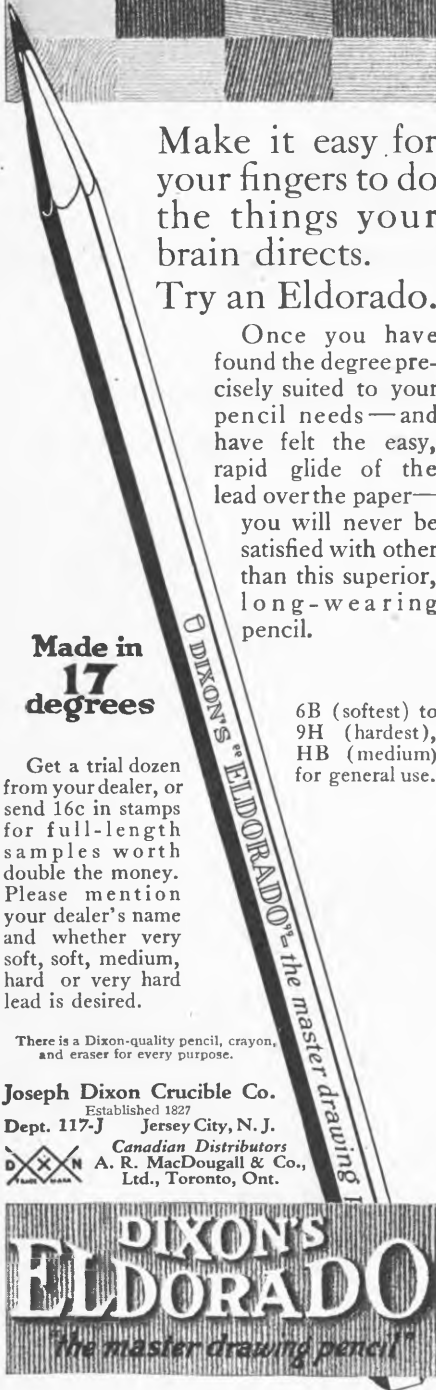 Make it easy for
your fingers to do
the things your
brain directs.
Try an Eldorado.
Once you have
found the degree pre-
cisely suited to your
pencil needs—and
have felt the easy,
rapid glide of the
lead over the paper—
you will never be
satisfied with other
than this superior,
long-wearing
pencil.
Made in
17
degrees
6B (softest) to
9H (hardest),
HB (medium)
for general use.
Get a trial dozen
from your dealer, or
send 16c in stamps
for full-length
samples worth
double the money.
Please mention
your dealer's name
and whether very
soft, soft, medium,
hard or very hard
lead is desired.
DIXON'S "ELDORADO"= the master drawing
There is a Dixon-quality pencil, crayon,
and eraser for every purpose.
Joseph Dixon Crucible Co.
Established 1827
Dept. 117-J Jersey City, N. J.
DIXON
TRADE MARK
Canadian Distributors
A. R. MacDougall & Co.,
Ltd., Toronto, Ont.
DIXON'S
ELDORADO
"the master drawing pencil"